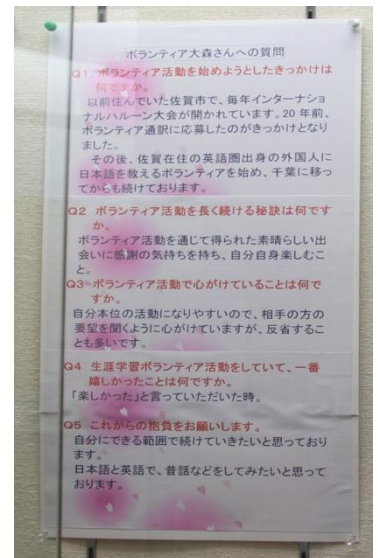 ボランティア大森さんへの質問
Q1. ボランティア活動を始めようとしたきっかけは
何ですか。
以前住んでいた佐賀市で、毎年インターナショ
ナルバルーン大会が開かれています。20年前、
ボランティア通訳に応募したのがきっかけとなり
ました。
その後、佐賀在住の英語圏出身の外国人に
日本語を教えるボランティアを始め、千葉に移っ
てからも続けております。
Q2 ボランティア活動を長く続ける秘訣は何です
か。
ボランティア活動を通じて得られた素晴らしい出
会いに感謝の気持ちを持ち、自分自身楽しむこ
と。
Q3 ボランティア活動で心がけていることは何で
すか。
自分本位の活動になりやすいので、相手の方の
要望を聞くように心がけていますが、反省するこ
とも多いです。
Q4 生涯学習ボランティア活動をしていて、一番
嬉しかったことは何ですか。
「楽しかった」と言っていただいた時。
Q5 これからの抱負をお願いします。
自分にできる範囲で続けていきたいと思っており
ます。
日本語と英語で、昔話などをしてみたいと思って
おります。